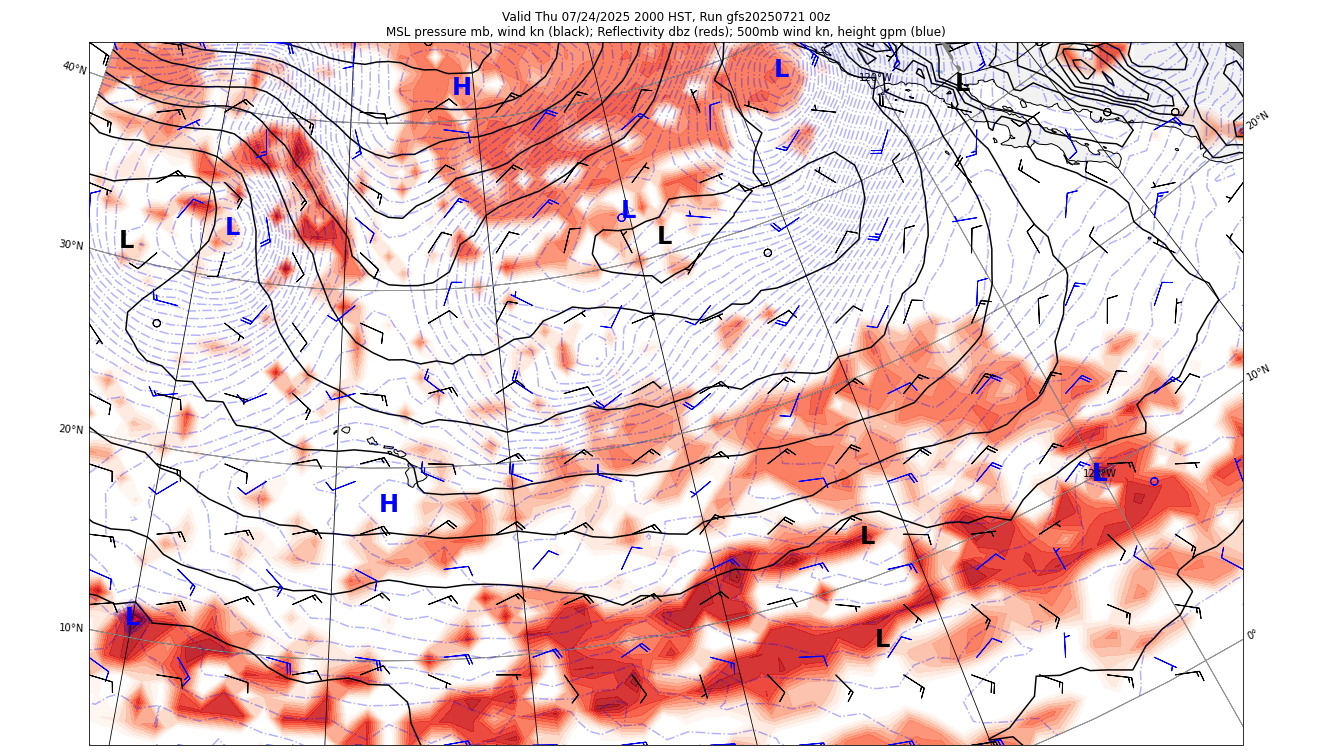 Valid Thu 07/24/2025 2000 HST, Run gfs20250721 00z
MSL pressure mb, wind kn (black); Reflectivity dbz (reds); 500mb wind kn, height gpm (blue)
40°N
H
L
120°W
L
20°N
L
L
L
L
30°N
10°N
20°N
H
L
L
10°N
L
0°
L